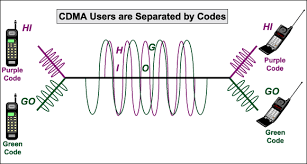 CDMA Users are Separated by Codes
HI
Purple
Code
GO
Green
Code
H
I
G
O
HI
Purple
Code
GO
Green
Code